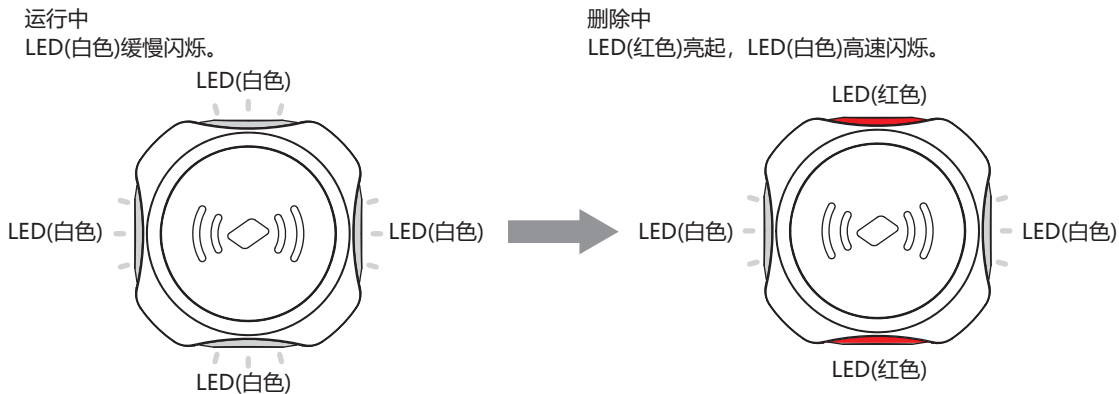 运行中
LED(白色)缓慢闪烁。
LED(白色)
LED(白色)
LED(白色)
LED(白色)
删除中
LED(红色)亮起，LED(白色)高速闪烁。
LED(红色)
LED(白色)
LED(白色)
LED(红色)